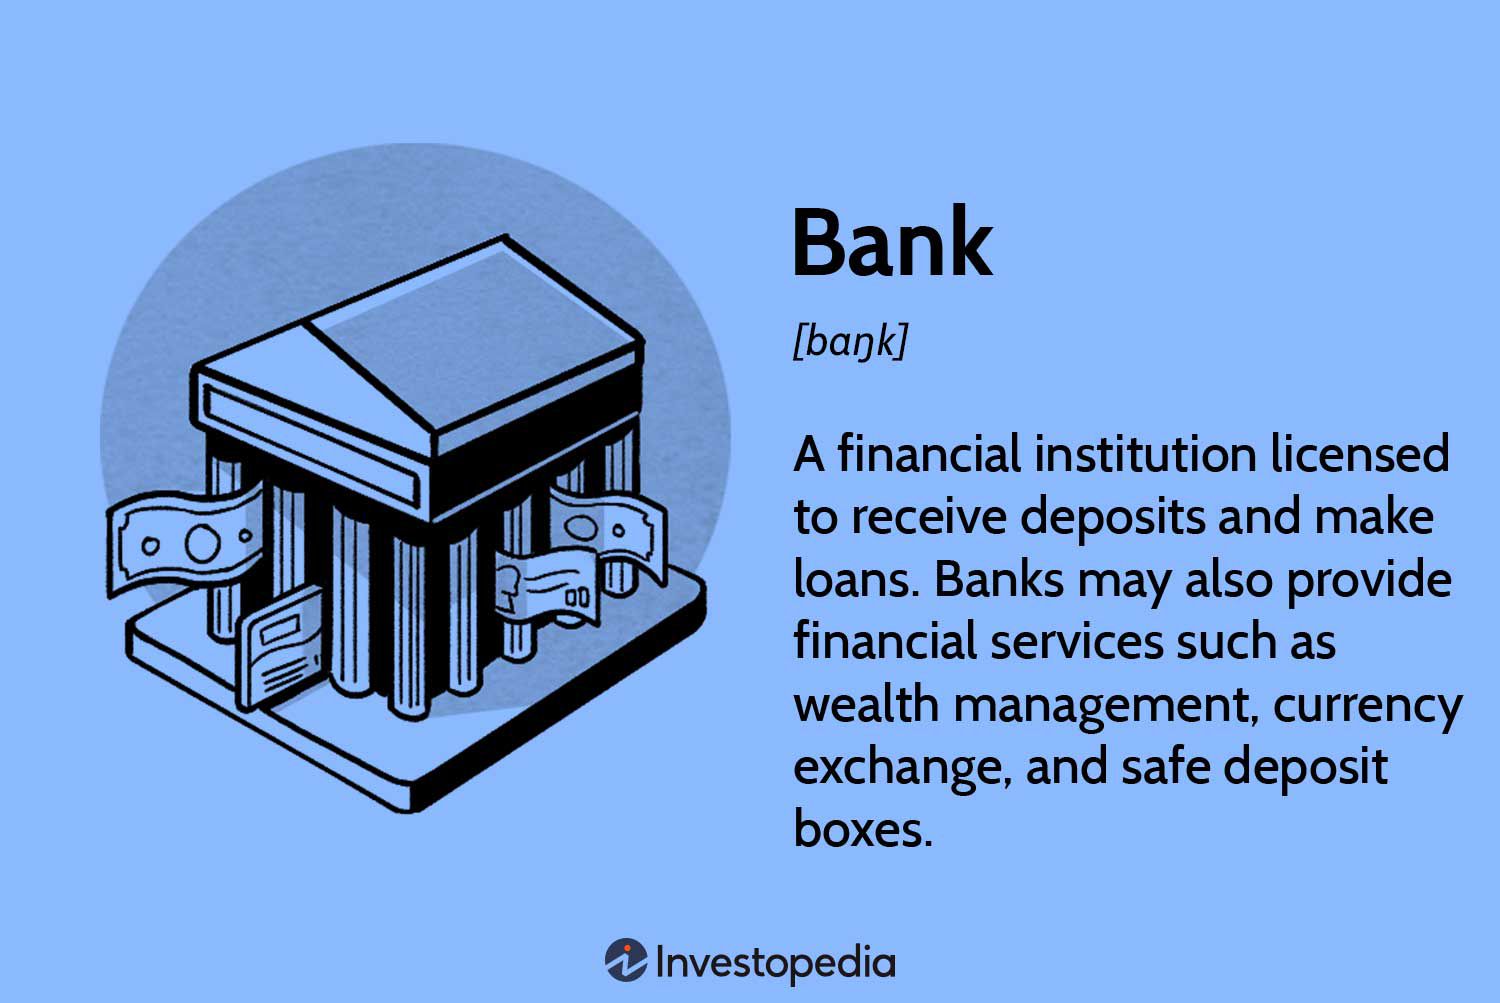 Bank
[baŋk]
A financial institution licensed
to receive deposits and make
loans. Banks may also provide
financial services such as
wealth management, currency
exchange, and safe deposit
boxes.
Investopedia